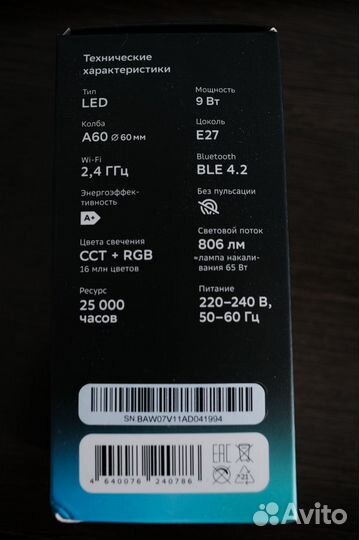 Технические
характеристики
Тип
LED
Мощность
9 Вт
Колба
A60 Ø 60 мм
Цоколь
E27
Wi-Fi
2,4 ГГц
Bluetooth
BLE 4.2
Энергоэффек-
тивность
A+
Без пульсации
Цвета свечения
CCT + RGB
16 млн цветов
Световой поток
806 лм
≈лампа накали-
вания 65 Вт
Ресурс
25 000
часов
Питание
220–240 В,
50–60 Гц
SN:BAW07V11AD041994
4 640076 240786
EAC
21
Avito